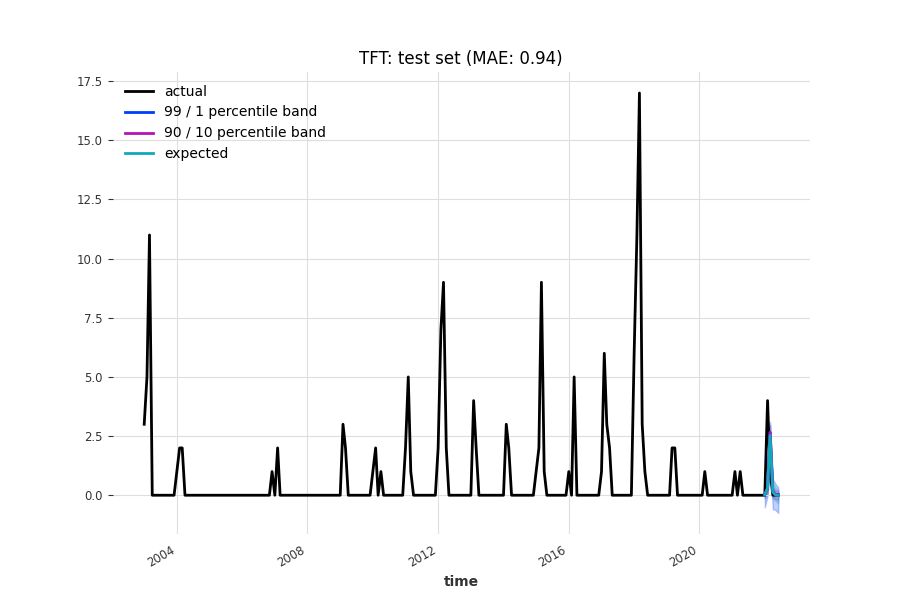 TFT: test set (MAE: 0.94)
17.5
15.0
12.5
10.0
7.5
5.0
2.5
0.0
actual
99 / 1 percentile band
90 / 10 percentile band
expected
2004
2008
2012
2016
2020
time